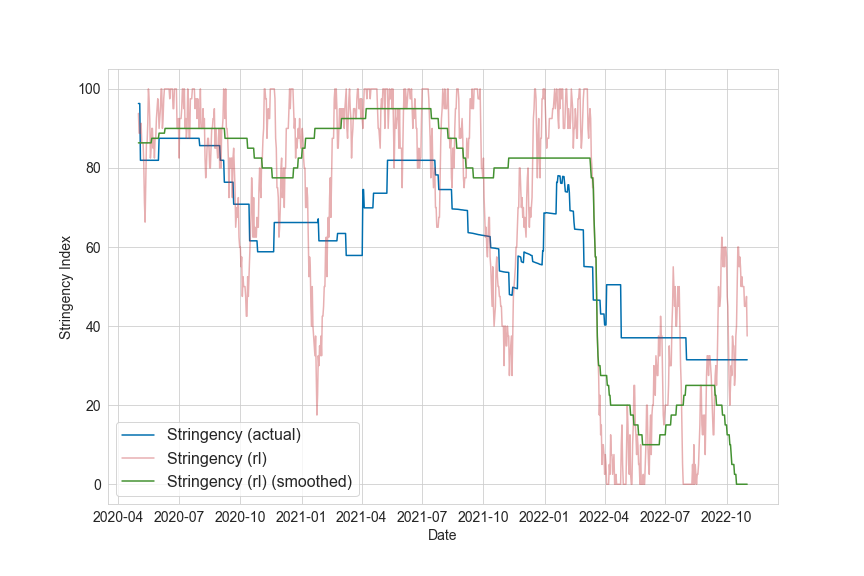 100
80
60
40
20
0
Stringency Index
Stringency (actual)
Stringency (rl)
Stringency (rl) (smoothed)
2020-04 2020-07 2020-10 2021-01 2021-04 2021-07 2021-10 2022-01 2022-04 2022-07 2022-10
Date